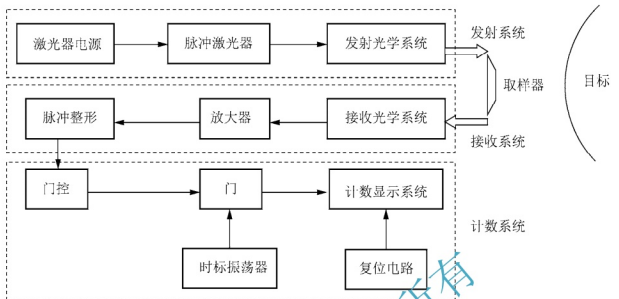 激光器电源
脉冲激光器
发射光学系统
发射系统
取样器
目标
脉冲整形
放大器
接收光学系统
接收系统
门控
门
计数显示系统
计数系统
时标振荡器
复位电路
所有